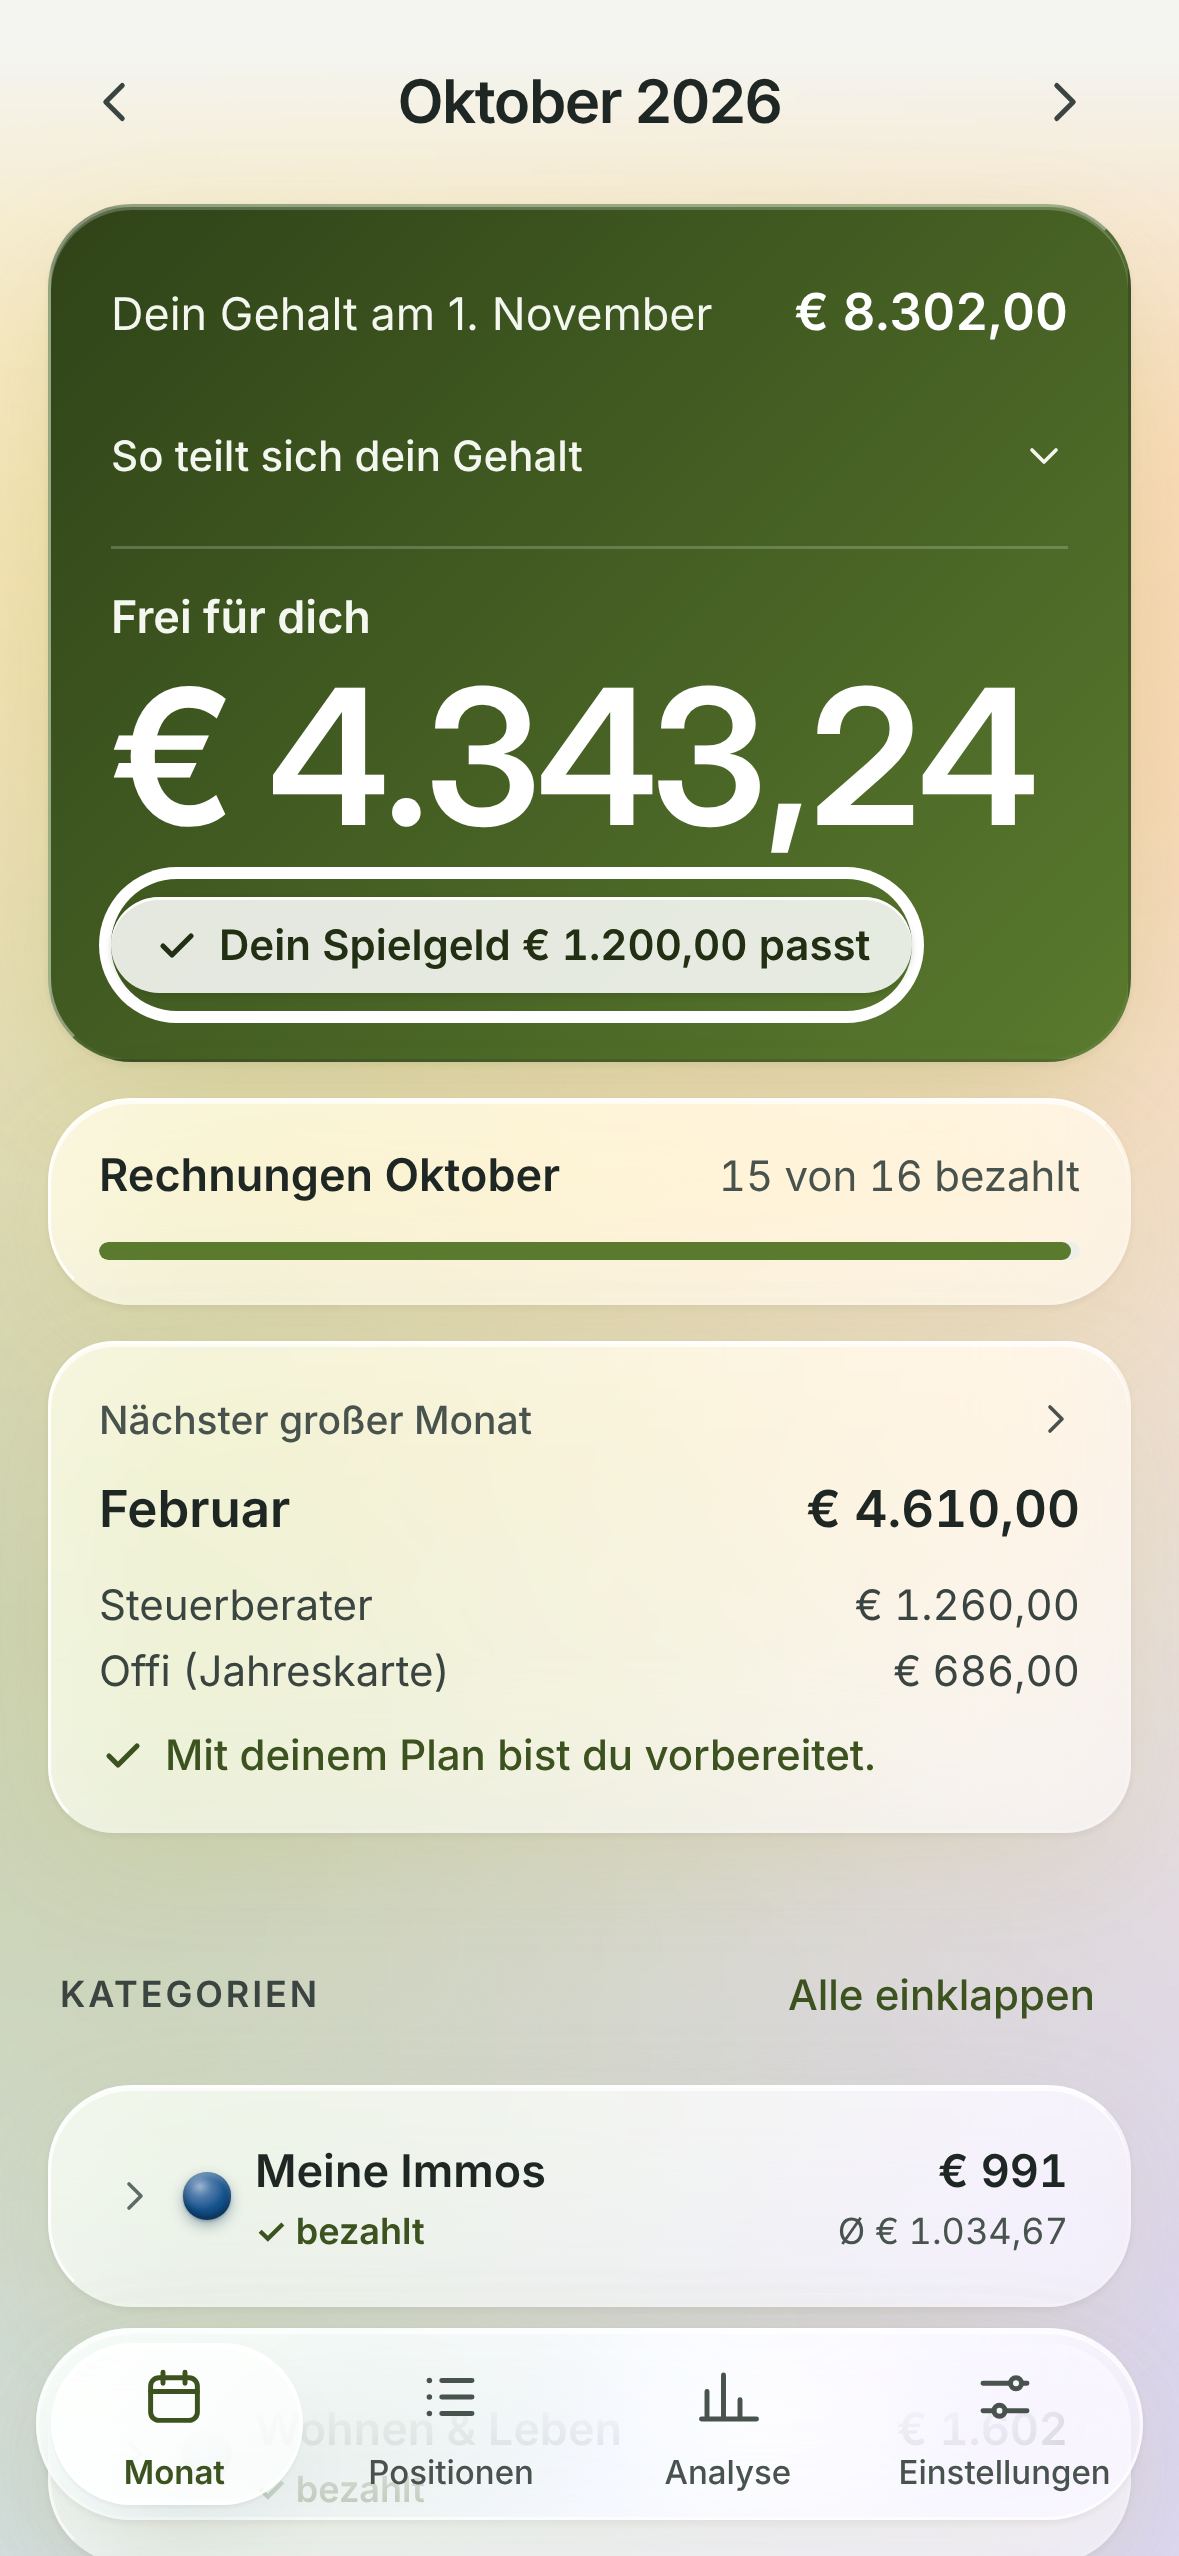 Oktober 2026
Dein Gehalt am 1. November € 8.302,00
So teilt sich dein Gehalt
Frei für dich
€ 4.343,24
Dein Spielgeld € 1.200,00 passt
Rechnungen Oktober 15 von 16 bezahlt
Nächster großer Monat
Februar € 4.610,00
Steuerberater € 1.260,00
Offi (Jahreskarte) € 686,00
Mit deinem Plan bist du vorbereitet.
KATEGORIEN Alle einklappen
Meine Immos € 991
bezahlt Ø € 1.034,67
Wohnen & Leben € 1.602
bezahlt
Monat Positionen Analyse Einstellungen